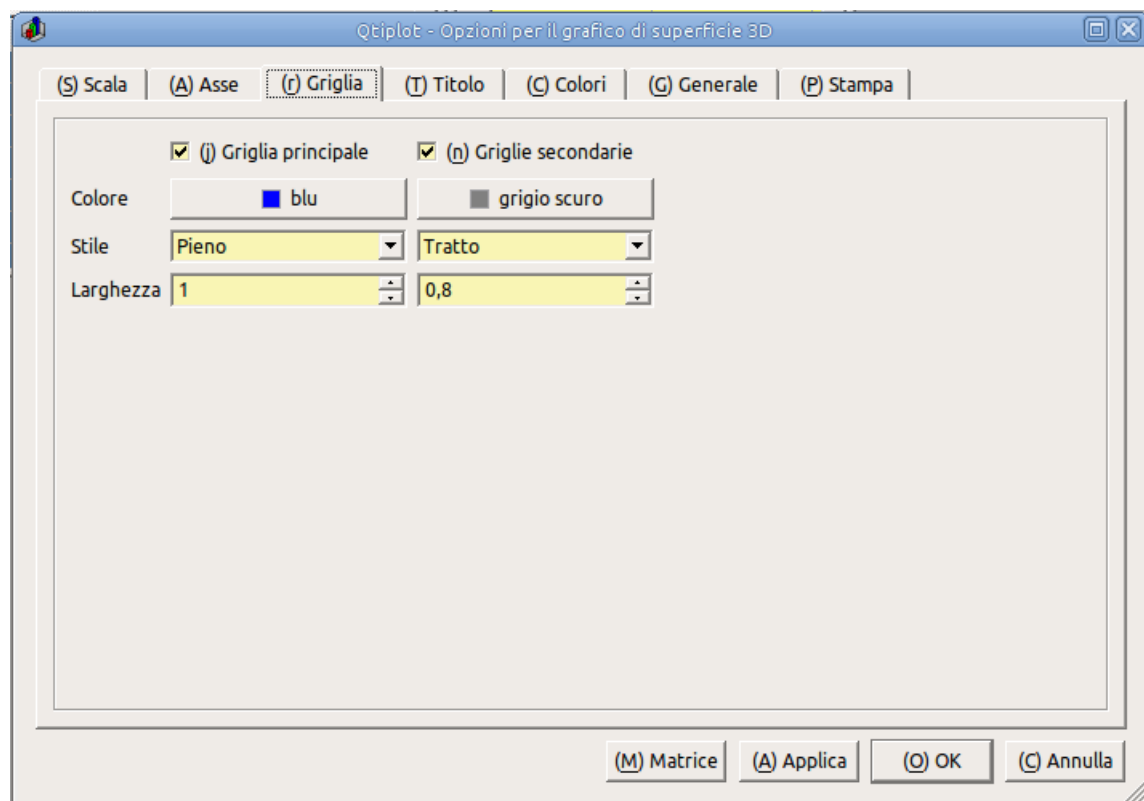 Qtiplot - Opzioni per il grafico di superficie 3D
(S) Scala (A) Asse (r) Griglia (T) Titolo (C) Colori (G) Generale (P) Stampa
(j) Griglia principale (n) Griglie secondarie
Colore blu grigio scuro
Stile Pieno Tratto
Larghezza 1 0,8
(M) Matrice (A) Applica (O) OK (C) Annulla